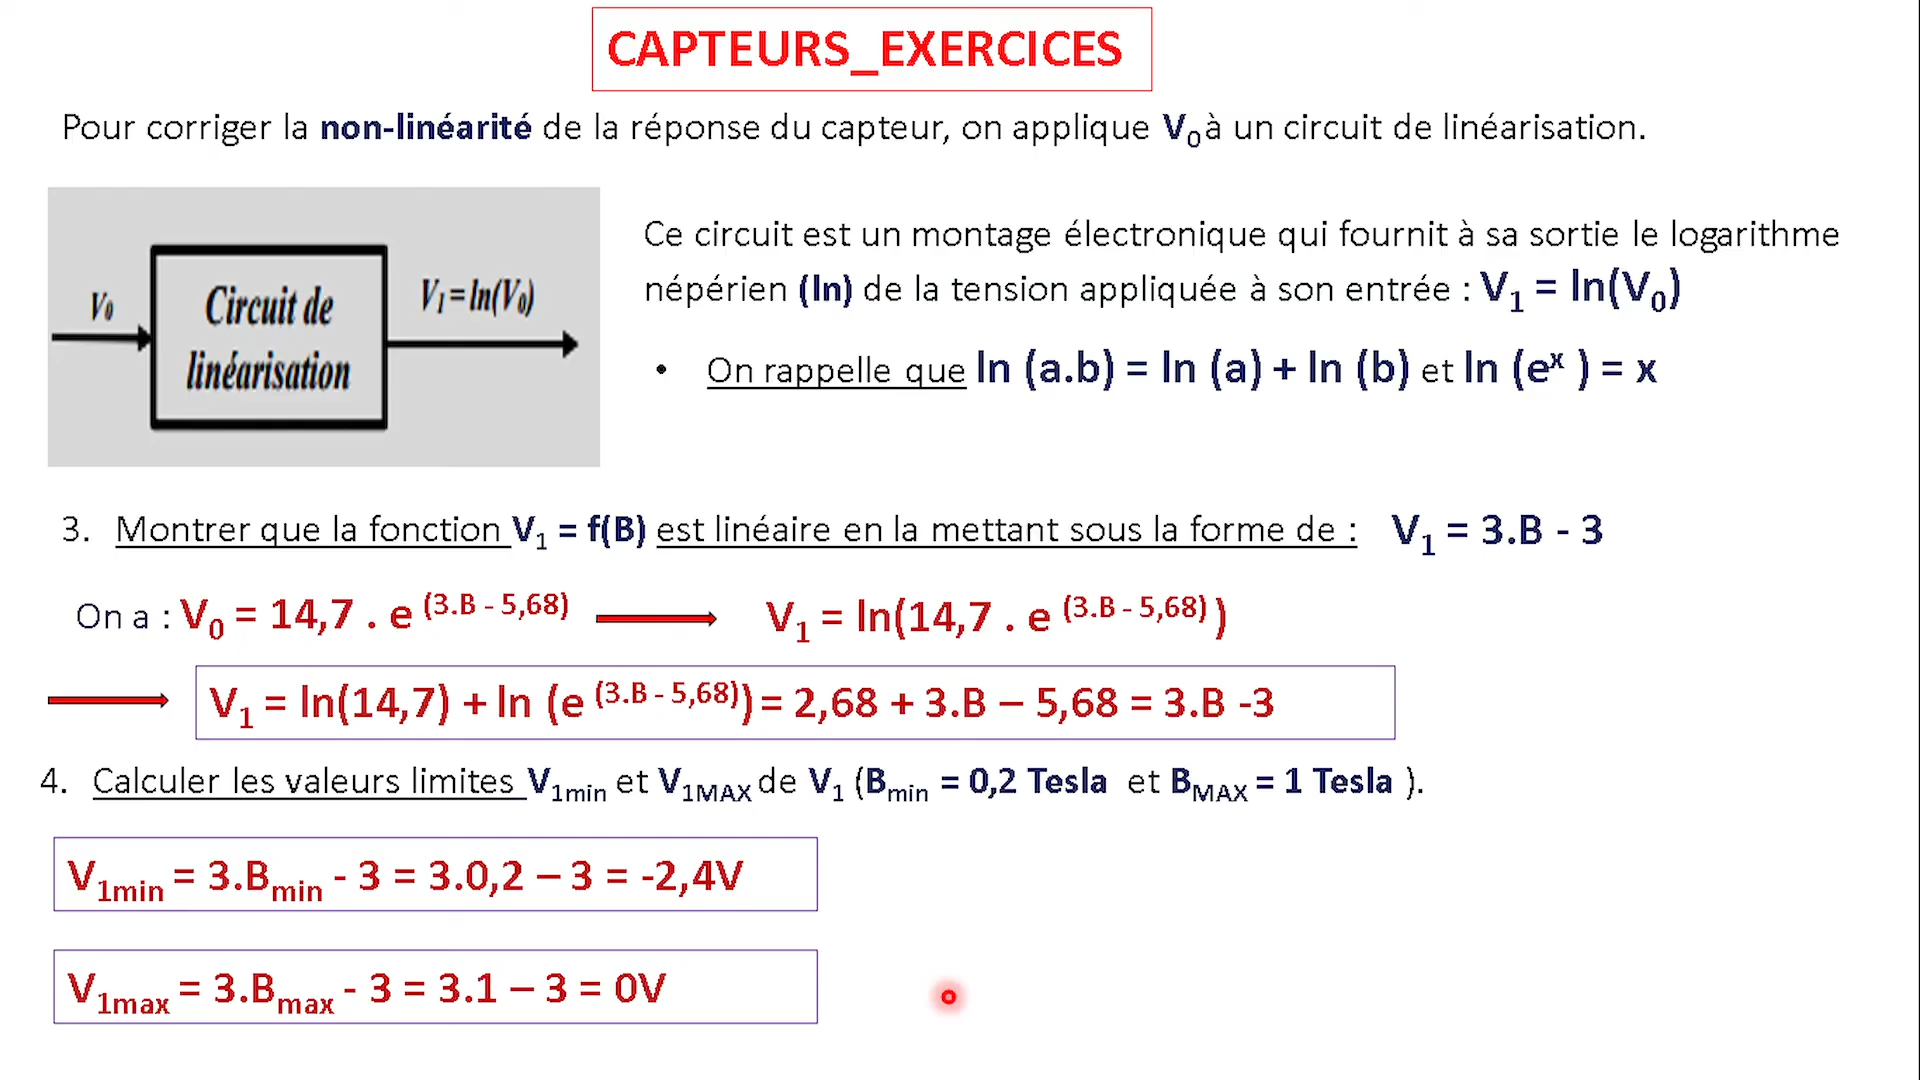 CAPTEURS_EXERCICES
Pour corriger la non-linéarité de la réponse du capteur, on applique V₀ à un circuit de linéarisation.
V₀
Circuit de
linéarisation
V₁ = ln(V₀)
Ce circuit est un montage électronique qui fournit à sa sortie le logarithme
népérien (ln) de la tension appliquée à son entrée : V₁ = ln(V₀)
• On rappelle que ln (a.b) = ln (a) + ln (b) et ln (eˣ ) = x
3. Montrer que la fonction V₁ = f(B) est linéaire en la mettant sous la forme de : V₁ = 3.B - 3
On a : V₀ = 14,7 . e ^(3.B - 5,68) V₁ = ln(14,7 . e ^(3.B - 5,68) )
V₁ = ln(14,7) + ln (e ^(3.B - 5,68)) = 2,68 + 3.B – 5,68 = 3.B -3
4. Calculer les valeurs limites V₁min et V₁MAX de V₁ (Bmin = 0,2 Tesla et BMAX = 1 Tesla ).
V₁min = 3.Bmin - 3 = 3.0,2 – 3 = -2,4V
V₁max = 3.Bmax - 3 = 3.1 – 3 = 0V